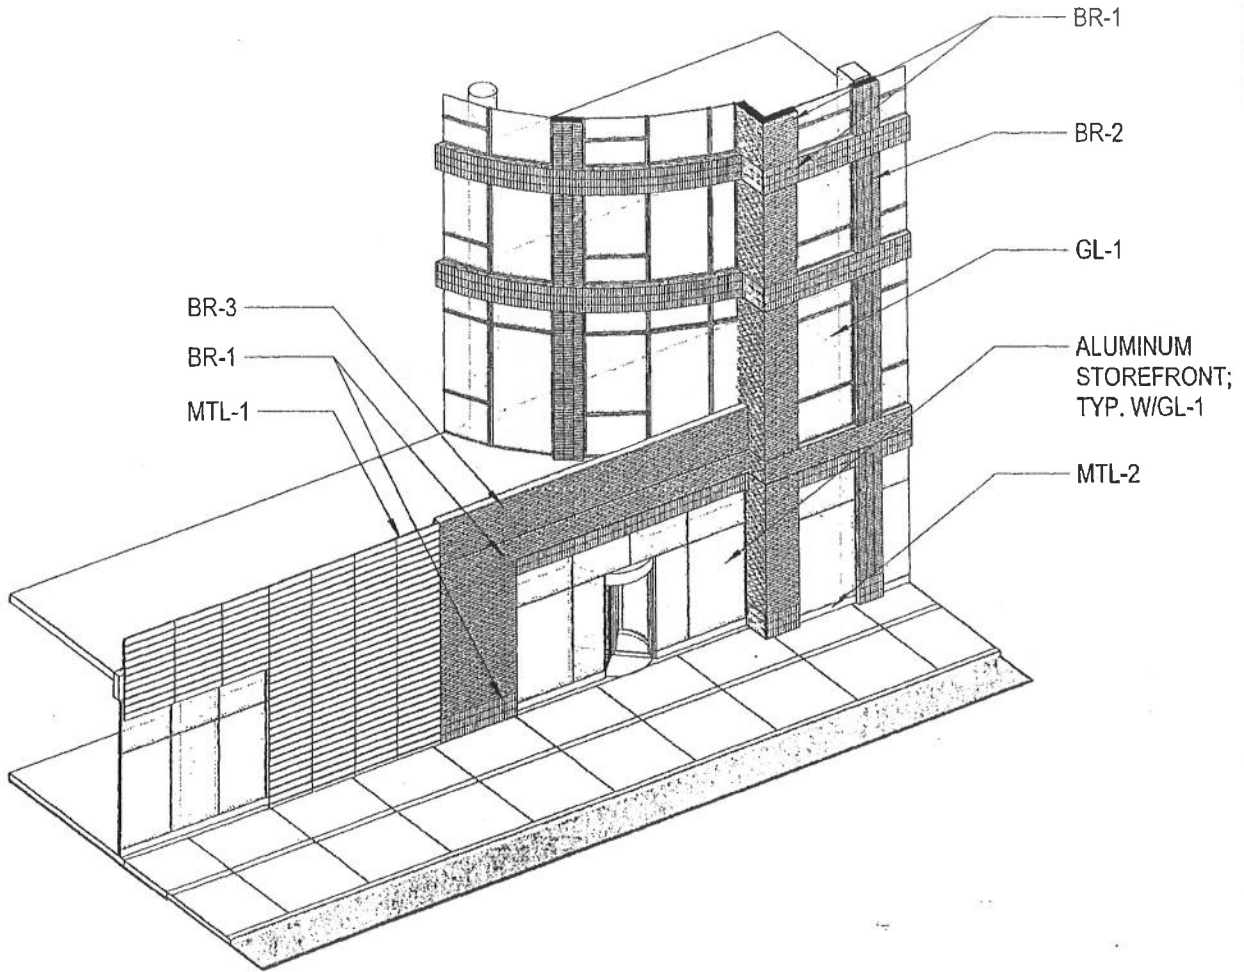 BR-1
BR-2
GL-1
BR-3
BR-1
MTL-1
ALUMINUM
STOREFRONT;
TYP. W/GL-1
MTL-2